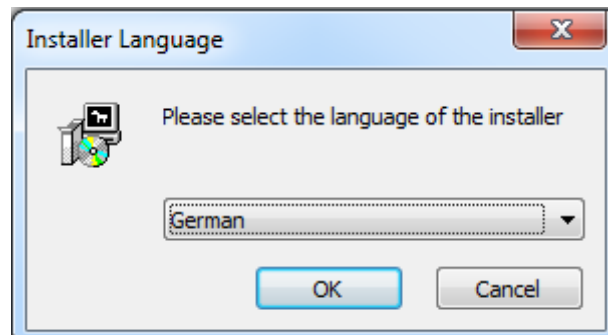 Installer Language
Please select the language of the installer
German
OK
Cancel